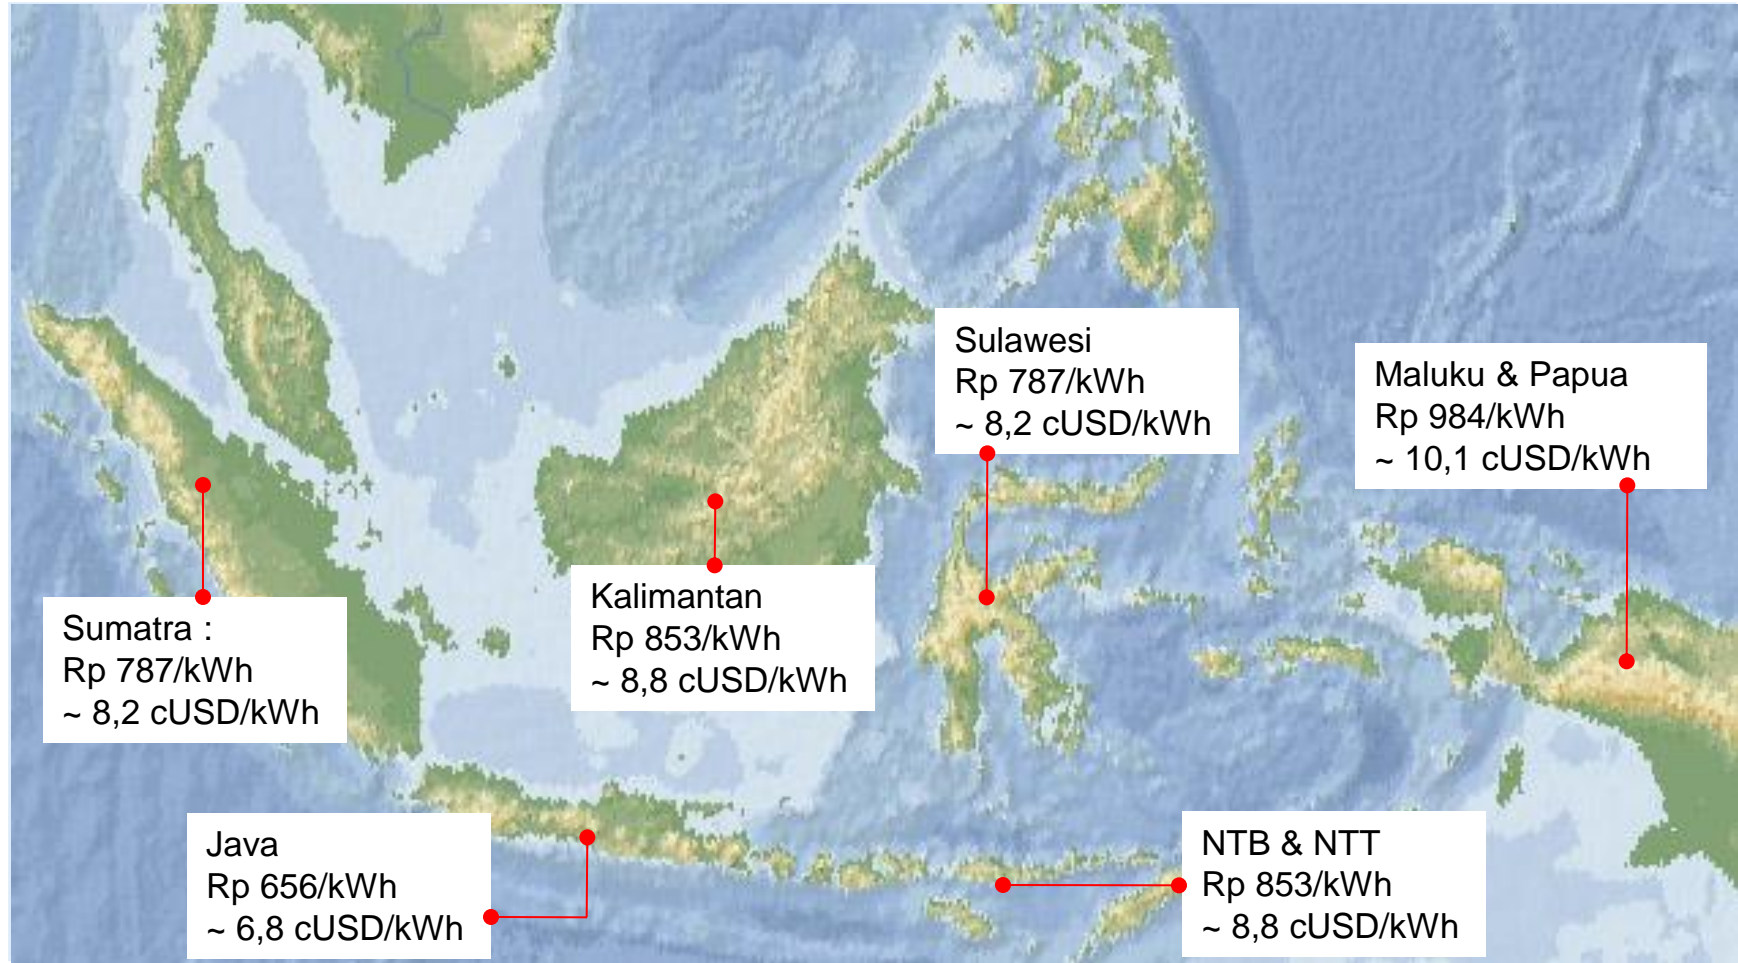 Sulawesi
Rp 787/kWh
~ 8,2 cUSD/kWh
Maluku & Papua
Rp 984/kWh
~ 10,1 cUSD/kWh
Kalimantan
Rp 853/kWh
~ 8,8 cUSD/kWh
Sumatra :
Rp 787/kWh
~ 8,2 cUSD/kWh
Java
Rp 656/kWh
~ 6,8 cUSD/kWh
NTB & NTT
Rp 853/kWh
~ 8,8 cUSD/kWh